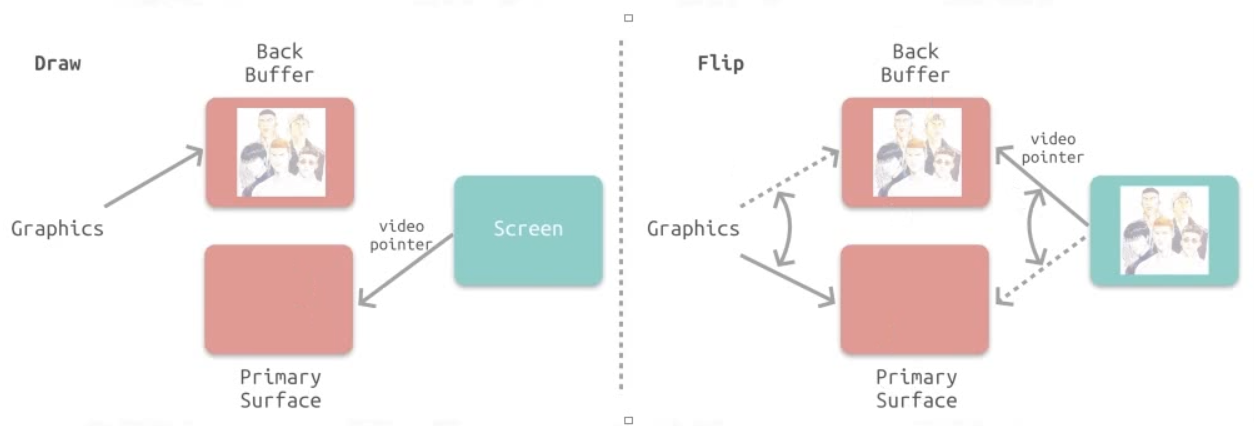 Draw
Back
Buffer
Graphics
video
pointer
Screen
Primary
Surface
Flip
Back
Buffer
video
pointer
Graphics
Primary
Surface